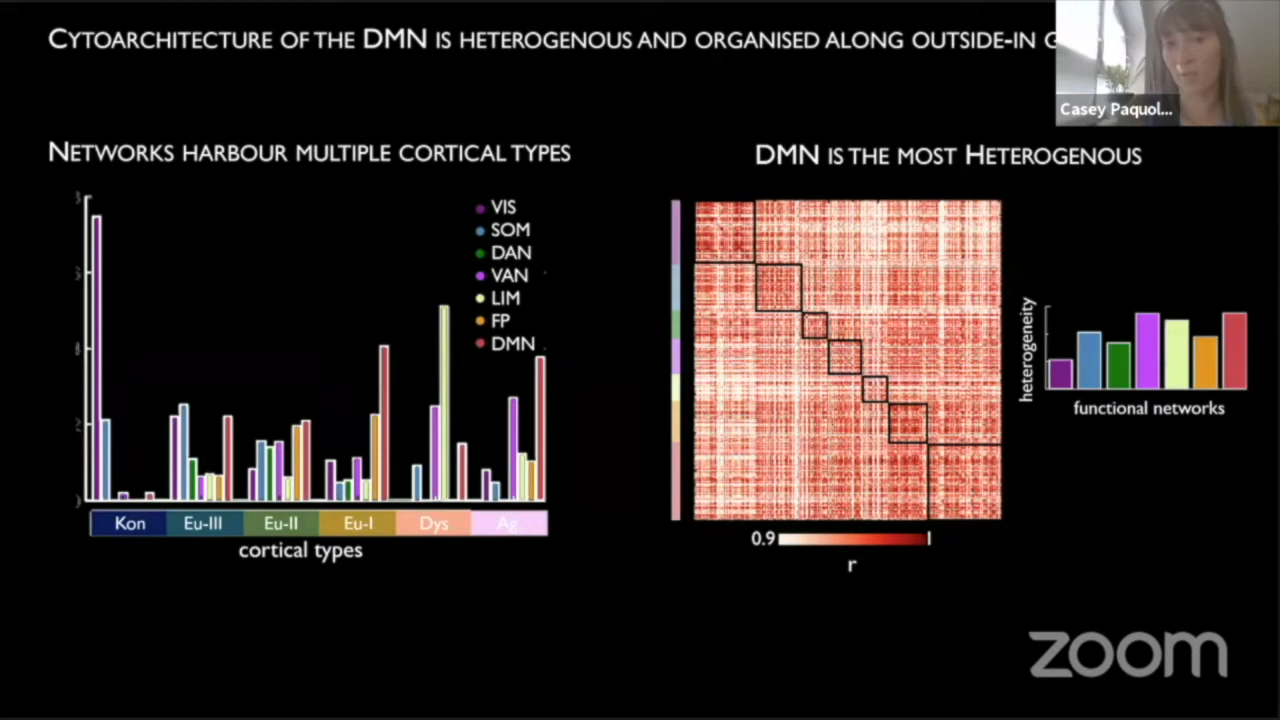 CYTOARCHITECTURE OF THE DMN IS HETEROGENOUS AND ORGANISED ALONG OUTSIDE-IN G
Casey Paquol...
NETWORKS HARBOUR MULTIPLE CORTICAL TYPES
DMN IS THE MOST HETEROGENOUS
VIS
SOM
DAN
VAN
LIM
FP
DMN
2
Kon Eu-III Eu-II Eu-I Dys Ag
cortical types
heterogeneity
functional networks
0.9 1
r
zoom